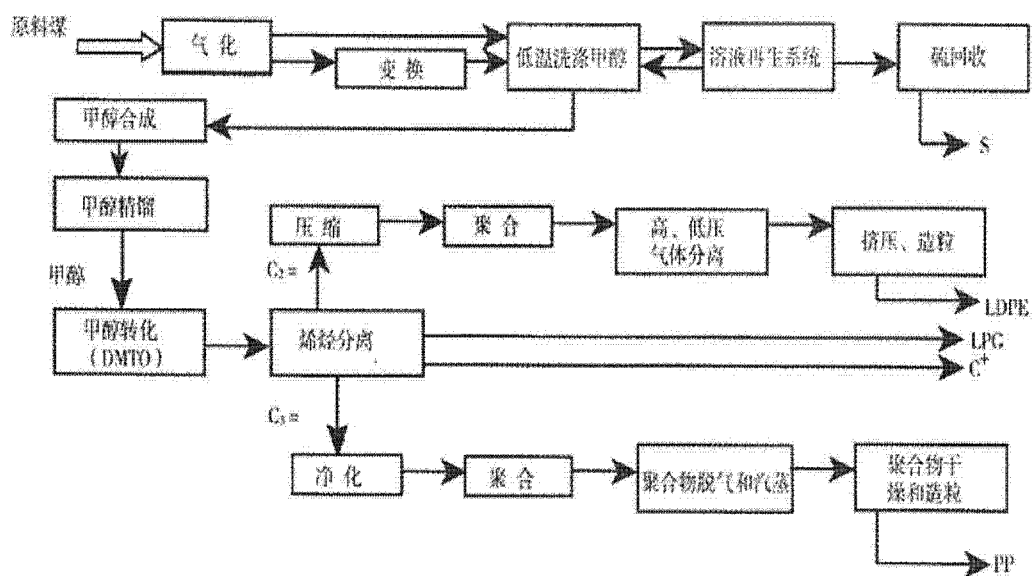 原料煤
气化
变换
低温洗涤甲醇
溶液再生系统
硫回收
S
甲醇合成
甲醇精馏
甲醇
甲醇转化
(DMTO)
C2=
压缩
聚合
高、低压
气体分离
挤压、造粒
LDPE
烯烃分离
LPG
C+
C3=
净化
聚合
聚合物脱气和汽蒸
聚合物干
燥和造粒
PP